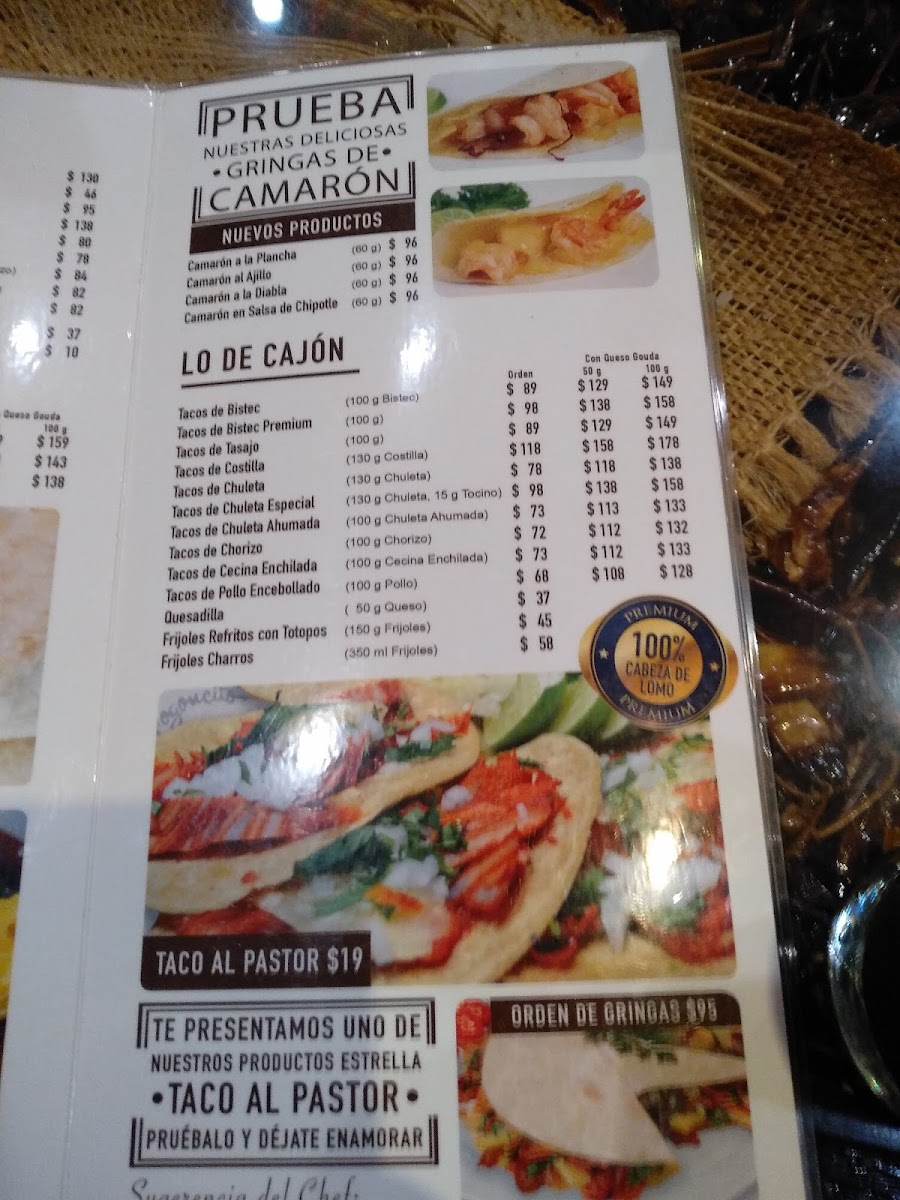 $ 130
$ 46
$ 95
$ 138
$ 80
$ 78
$ 84
$ 82
$ 82
$ 37
$ 10
Queso Gouda
100 g
$ 159
$ 143
$ 138
PRUEBA
NUESTRAS DELICIOSAS
• GRINGAS DE •
CAMARÓN
NUEVOS PRODUCTOS
Camarón a la Plancha (60 g) $ 96
Camarón al Ajillo (60 g) $ 96
Camarón a la Diabla (60 g) $ 96
Camarón en Salsa de Chipotle (60 g) $ 96
LO DE CAJÓN
Con Queso Gouda
Orden 50 g 100 g
Tacos de Bistec (100 g Bistec) $ 89 $ 129 $ 149
Tacos de Bistec Premium (100 g) $ 98 $ 138 $ 158
Tacos de Tasajo (100 g) $ 89 $ 129 $ 149
Tacos de Costilla (130 g Costilla) $ 118 $ 158 $ 178
Tacos de Chuleta (130 g Chuleta) $ 78 $ 118 $ 138
Tacos de Chuleta Especial (130 g Chuleta, 15 g Tocino) $ 98 $ 138 $ 158
Tacos de Chuleta Ahumada (100 g Chuleta Ahumada) $ 73 $ 113 $ 133
Tacos de Chorizo (100 g Chorizo) $ 72 $ 112 $ 132
Tacos de Cecina Enchilada (100 g Cecina Enchilada) $ 73 $ 112 $ 133
Tacos de Pollo Encebollado (100 g Pollo) $ 68 $ 108 $ 128
Quesadilla ( 50 g Queso) $ 37
Frijoles Refritos con Totopos (150 g Frijoles) $ 45
Frijoles Charros (350 ml Frijoles) $ 58
PREMIUM
100%
CABEZA DE
LOMO
PREMIUM
TACO AL PASTOR $19
TE PRESENTAMOS UNO DE
NUESTROS PRODUCTOS ESTRELLA
• TACO AL PASTOR •
PRUÉBALO Y DÉJATE ENAMORAR
ORDEN DE GRINGAS $95
Sugerencia del Chef: